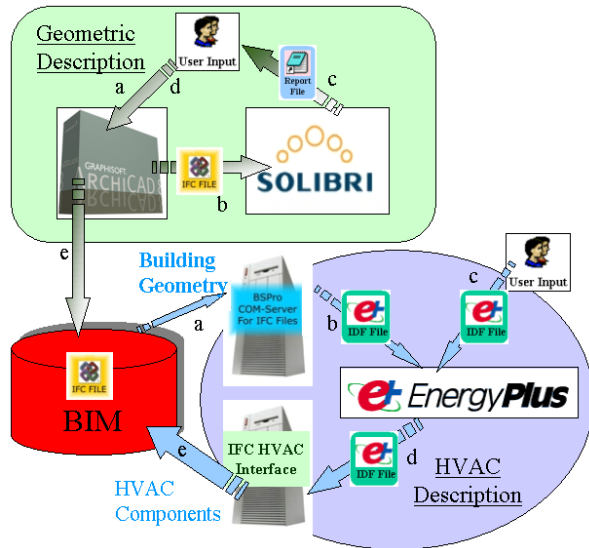 Geometric
Description
User Input
a
d
c
Report
File
GRAPHISOFT
ARCHICAD
IFC FILE
b
SOLIBRI
e
Building
Geometry
a
BSPro
COM-Server
For IFC Files
b
IDF File
c
User Input
IDF File
IFC FILE
BIM
e+ EnergyPlus
e
IFC HVAC
Interface
IDF File
d
HVAC
Components
HVAC
Description